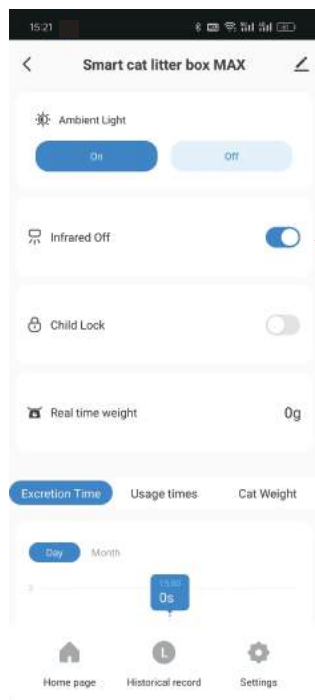 15:21
Smart cat litter box MAX
Ambient Light
On
Off
Infrared Off
Child Lock
Real time weight
0g
Excretion Time
Usage times
Cat Weight
Day
Month
0s
Home page
Historical record
Settings